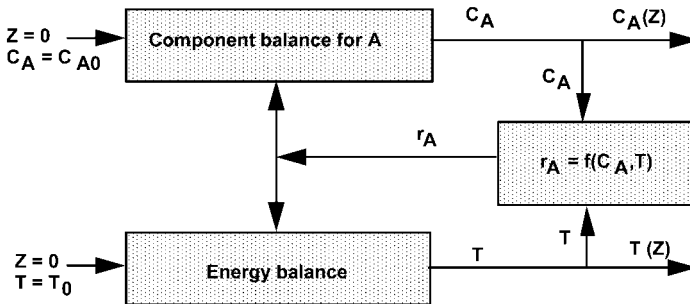 Z = 0
C_A = C_A0
Component balance for A
C_A
C_A(Z)
C_A
r_A
r_A = f(C_A,T)
Z = 0
T = T_0
Energy balance
T
T
T (Z)